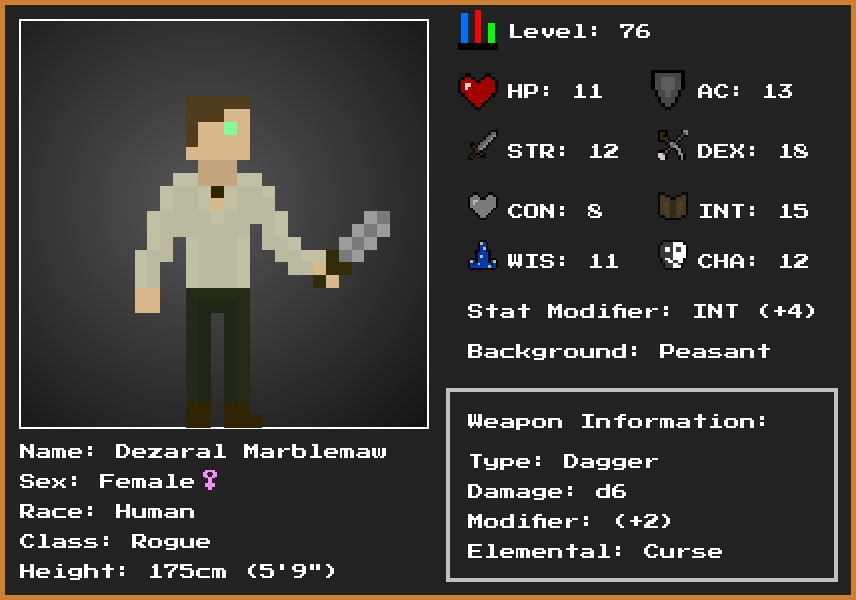 Level: 76
HP: 11 AC: 13
STR: 12 DEX: 18
CON: 8 INT: 15
WIS: 11 CHA: 12
Stat Modifier: INT (+4)
Background: Peasant
Weapon Information:
Type: Dagger
Damage: d6
Modifier: (+2)
Elemental: Curse
Name: Dezaral Marblemaw
Sex: Female♀
Race: Human
Class: Rogue
Height: 175cm (5'9")